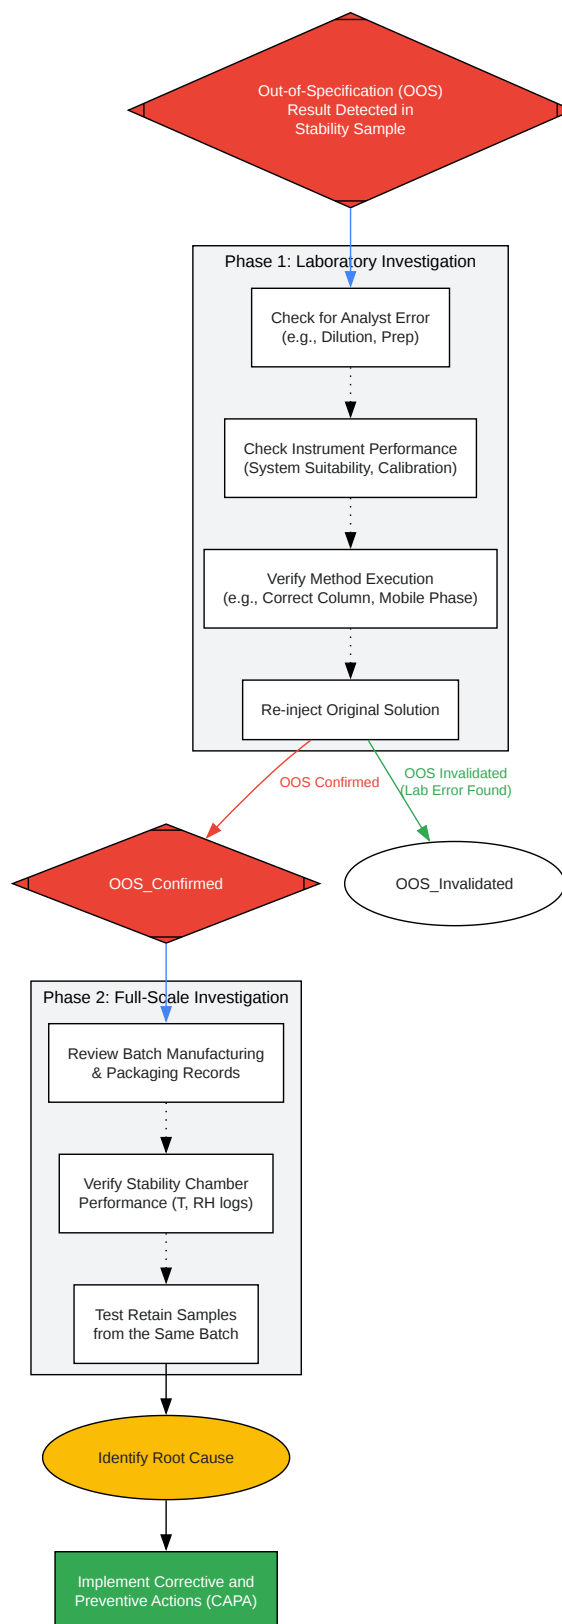 Out-of-Specification (OOS)
Result Detected in
Stability Sample
Phase 1: Laboratory Investigation
Check for Analyst Error
(e.g., Dilution, Prep)
Check Instrument Performance
(System Suitability, Calibration)
Verify Method Execution
(e.g., Correct Column, Mobile Phase)
Re-inject Original Solution
OOS Confirmed
OOS Invalidated
(Lab Error Found)
OOS_Confirmed
OOS_Invalidated
Phase 2: Full-Scale Investigation
Review Batch Manufacturing
& Packaging Records
Verify Stability Chamber
Performance (T, RH logs)
Test Retain Samples
from the Same Batch
Identify Root Cause
Implement Corrective and
Preventive Actions (CAPA)